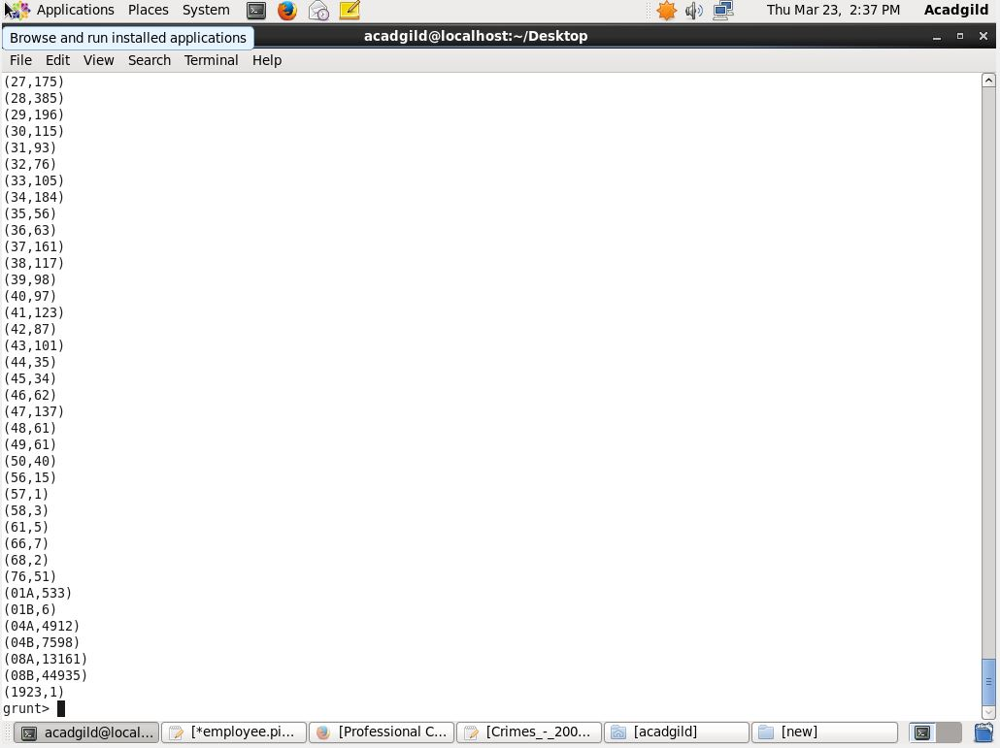 Applications Places System Thu Mar 23, 2:37 PM Acadgild
Browse and run installed applications
acadgild@localhost:~/Desktop
File Edit View Search Terminal Help
(27,175)
(28,385)
(29,196)
(30,115)
(31,93)
(32,76)
(33,105)
(34,184)
(35,56)
(36,63)
(37,161)
(38,117)
(39,98)
(40,97)
(41,123)
(42,87)
(43,101)
(44,35)
(45,34)
(46,62)
(47,137)
(48,61)
(49,61)
(50,40)
(56,15)
(57,1)
(58,3)
(61,5)
(66,7)
(68,2)
(76,51)
(01A,533)
(01B,6)
(04A,4912)
(04B,7598)
(08A,13161)
(08B,44935)
(1923,1)
grunt>
acadgild@local... [*employee.pi... [Professional C... [Crimes_-_200... [acadgild] [new]